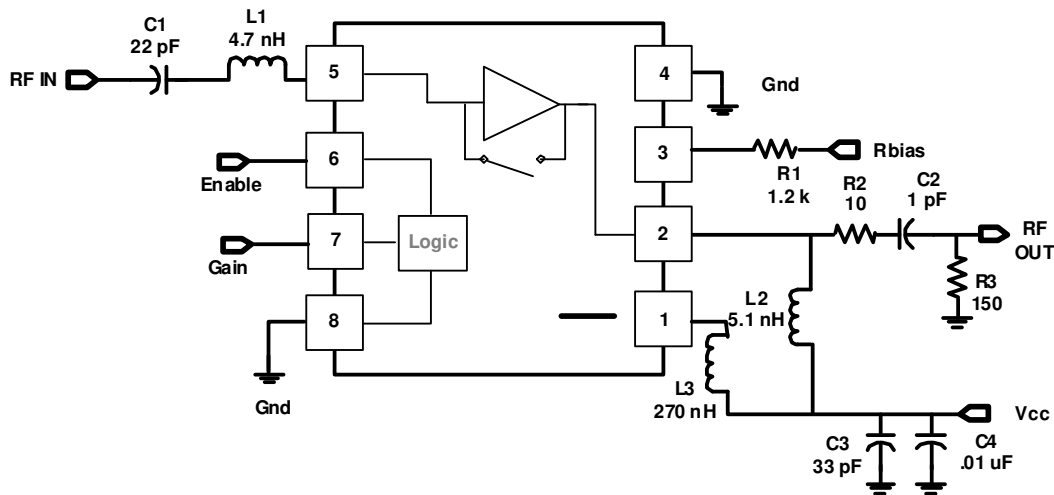 C1
22 pF
L1
4.7 nH
RF IN
5
4
Gnd
6
Enable
3
Rbias
R1
1.2 k
R2
10
C2
1 pF
7
Gain
Logic
2
RF
OUT
R3
150
8
Gnd
1
L2
5.1 nH
L3
270 nH
Vcc
C3
33 pF
C4
.01 uF